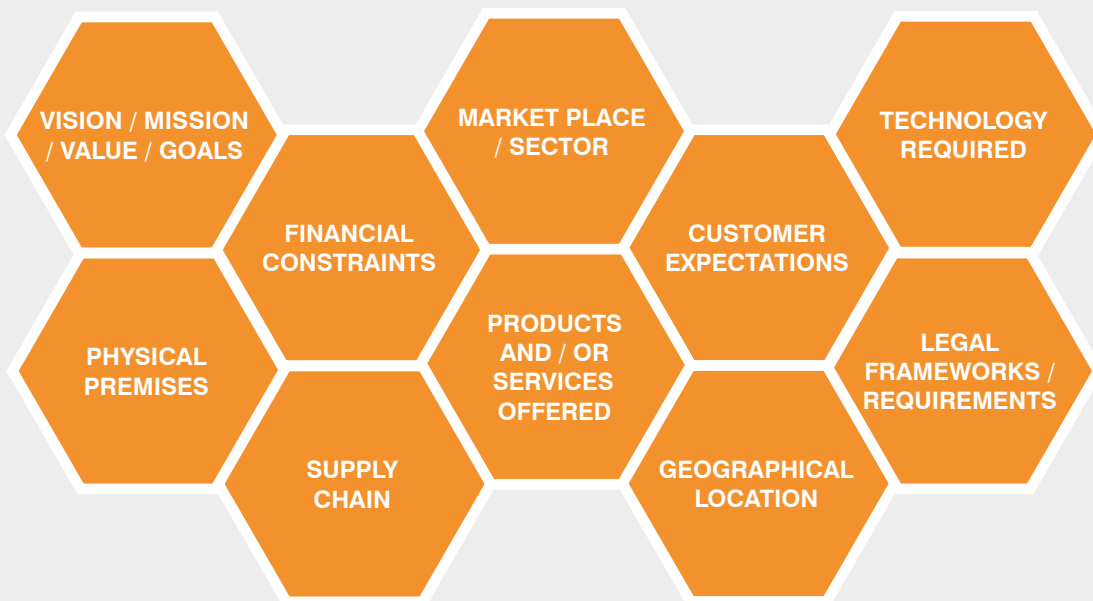 VISION / MISSION
/ VALUE / GOALS
MARKET PLACE
/ SECTOR
TECHNOLOGY
REQUIRED
FINANCIAL
CONSTRAINTS
CUSTOMER
EXPECTATIONS
PHYSICAL
PREMISES
PRODUCTS
AND / OR
SERVICES
OFFERED
LEGAL
FRAMEWORKS /
REQUIREMENTS
SUPPLY
CHAIN
GEOGRAPHICAL
LOCATION